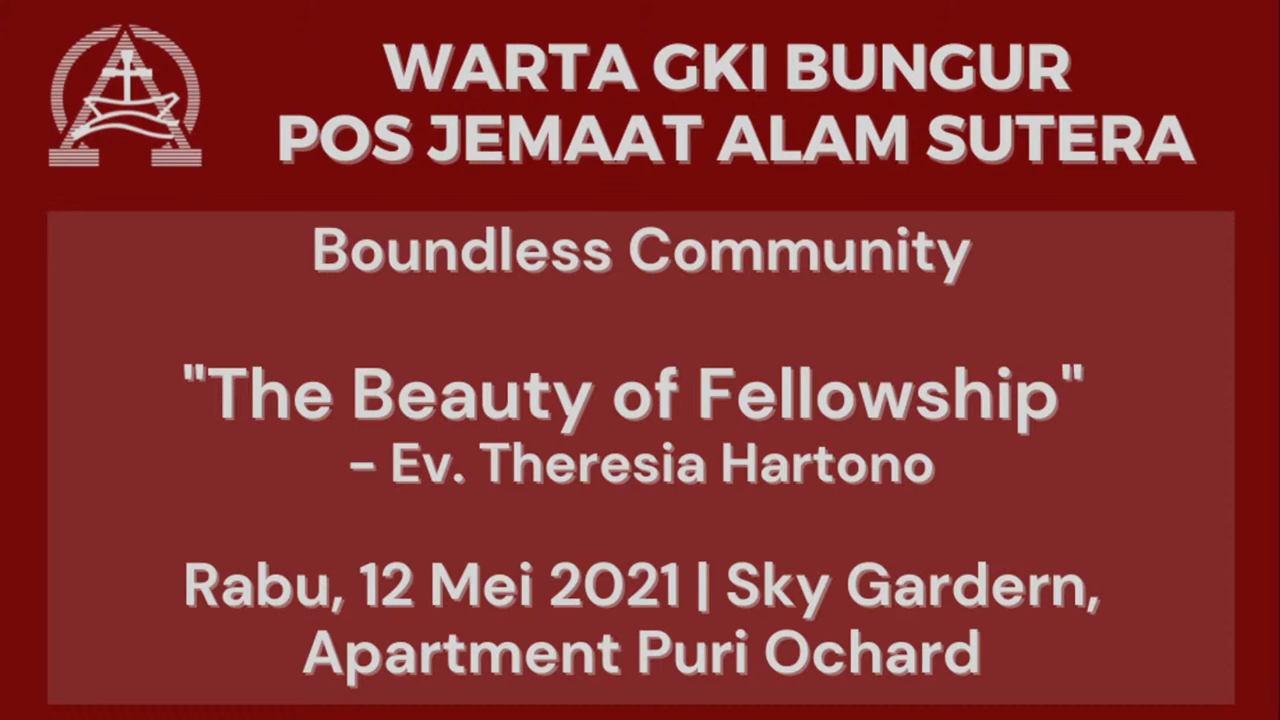 WARTA GKI BUNGUR
POS JEMAAT ALAM SUTERA
Boundless Community
"The Beauty of Fellowship"
- Ev. Theresia Hartono
Rabu, 12 Mei 2021 | Sky Gardern,
Apartment Puri Ochard